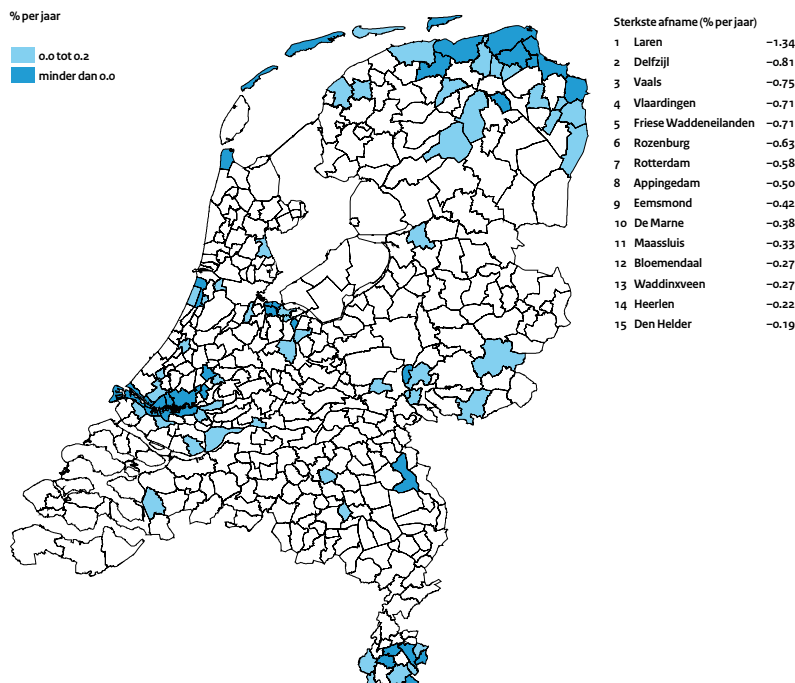 % per jaar
0.0 tot 0.2
minder dan 0.0
Sterkste afname (% per jaar)
1 Laren −1.34
2 Delfzijl −0.81
3 Vaals −0.75
4 Vlaardingen −0.71
5 Friese Waddeneilanden −0.71
6 Rozenburg −0.63
7 Rotterdam −0.58
8 Appingedam −0.50
9 Eemsmond −0.42
10 De Marne −0.38
11 Maassluis −0.33
12 Bloemendaal −0.27
13 Waddinxveen −0.27
14 Heerlen −0.22
15 Den Helder −0.19